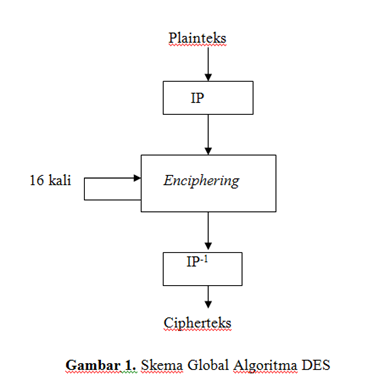 Plainteks
IP
16 kali
Enciphering
IP⁻¹
Cipherteks
Gambar 1. Skema Global Algoritma DES